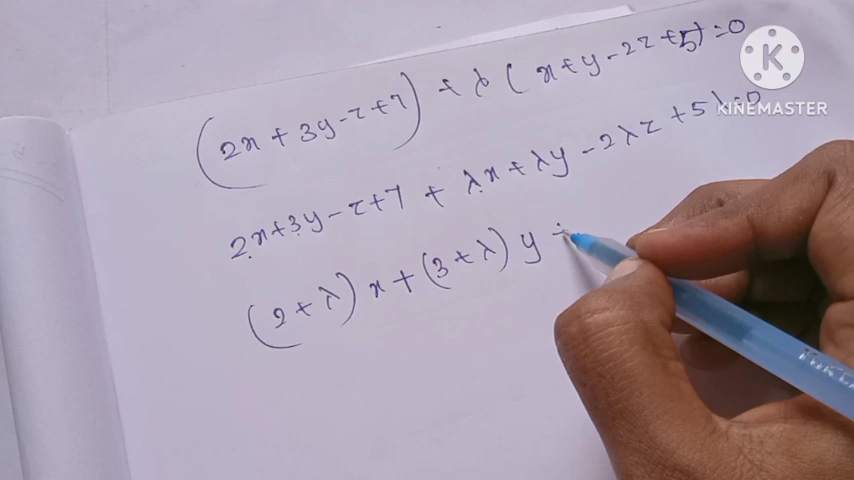 (2x + 3y - z + 7) + λ (x + y - 2z + 5) = 0
KINEMASTER
2x + 3y - z + 7 + λx + λy - 2λz + 5λ = 0
(2 + λ) x + (3 + λ) y